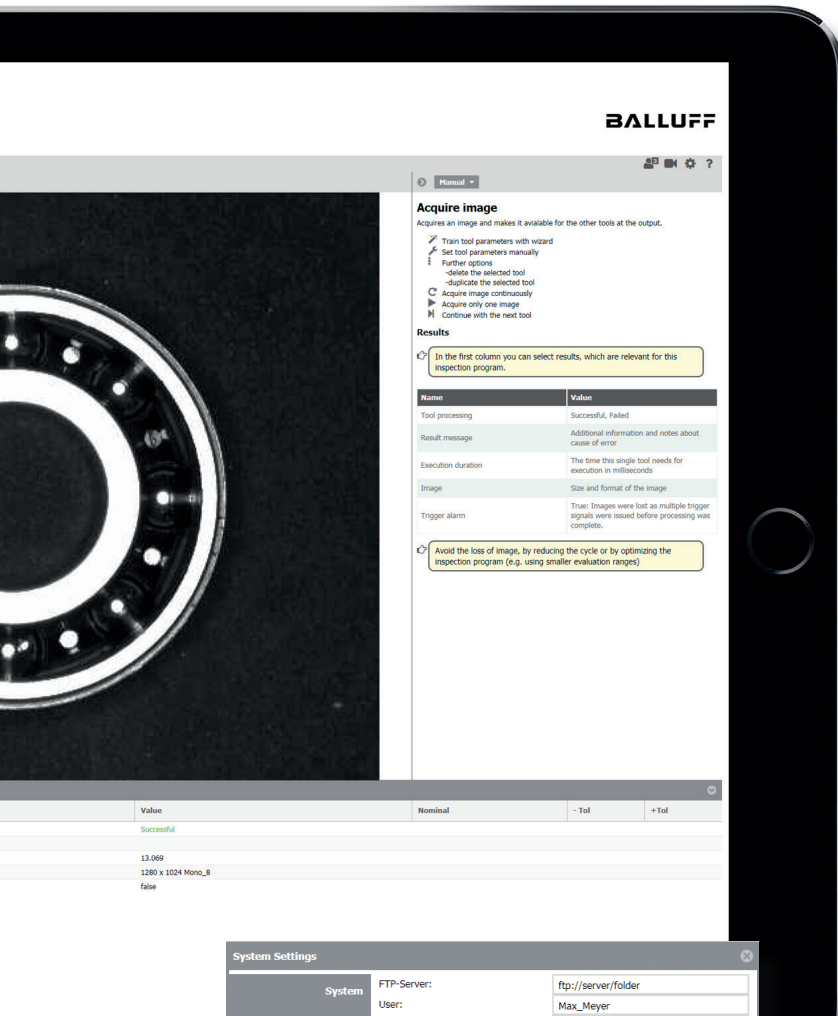 BALLUFF
3
?
Manual
Acquire image
Acquires an image and makes it avialable for the other tools at the output.
Train tool parameters with wizard
Set tool parameters manually
Further options
-delete the selected tool
-duplicate the selected tool
Acquire image continuously
Acquire only one image
Continue with the next tool
Results
In the first column you can select results, which are relevant for this
inspection program.
Name Value
Tool processing Successful, Failed
Result message Additional information and notes about
cause of error
Execution duration The time this single tool needs for
execution in milliseconds
Image Size and format of the image
Trigger alarm True: Images were lost as multiple trigger
signals were issued before processing was
complete.
Avoid the loss of image, by reducing the cycle or by optimizing the
inspection program (e.g. using smaller evaluation ranges)
Value Nominal - Tol +Tol
Successful
13.069
1280 x 1024 Mono_8
false
System Settings
System FTP-Server: ftp://server/folder
User: Max_Meyer